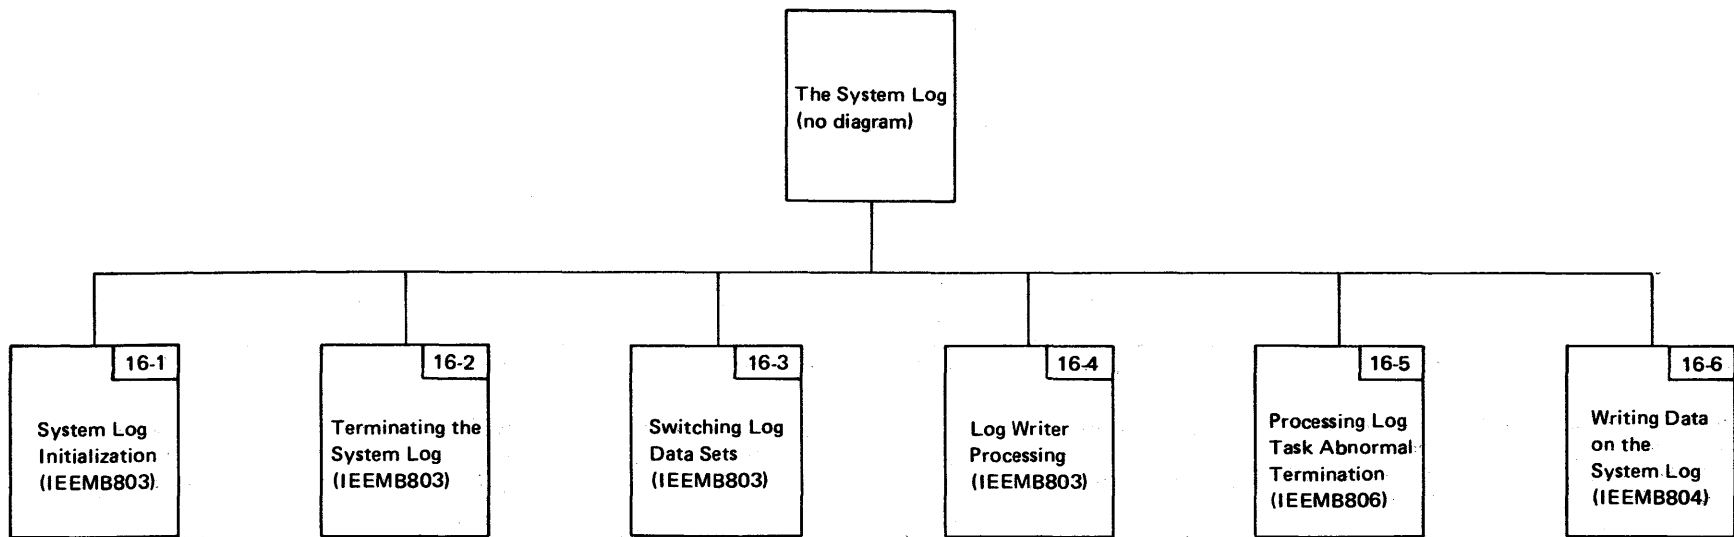 The System Log
(no diagram)
16-1
System Log
Initialization
(IEEMB803)
16-2
Terminating the
System Log
(IEEMB803)
16-3
Switching Log
Data Sets
(IEEMB803)
16-4
Log Writer
Processing
(IEEMB803)
16-5
Processing Log
Task Abnormal
Termination
(IEEMB806)
16-6
Writing Data
on the
System Log
(IEEMB804)